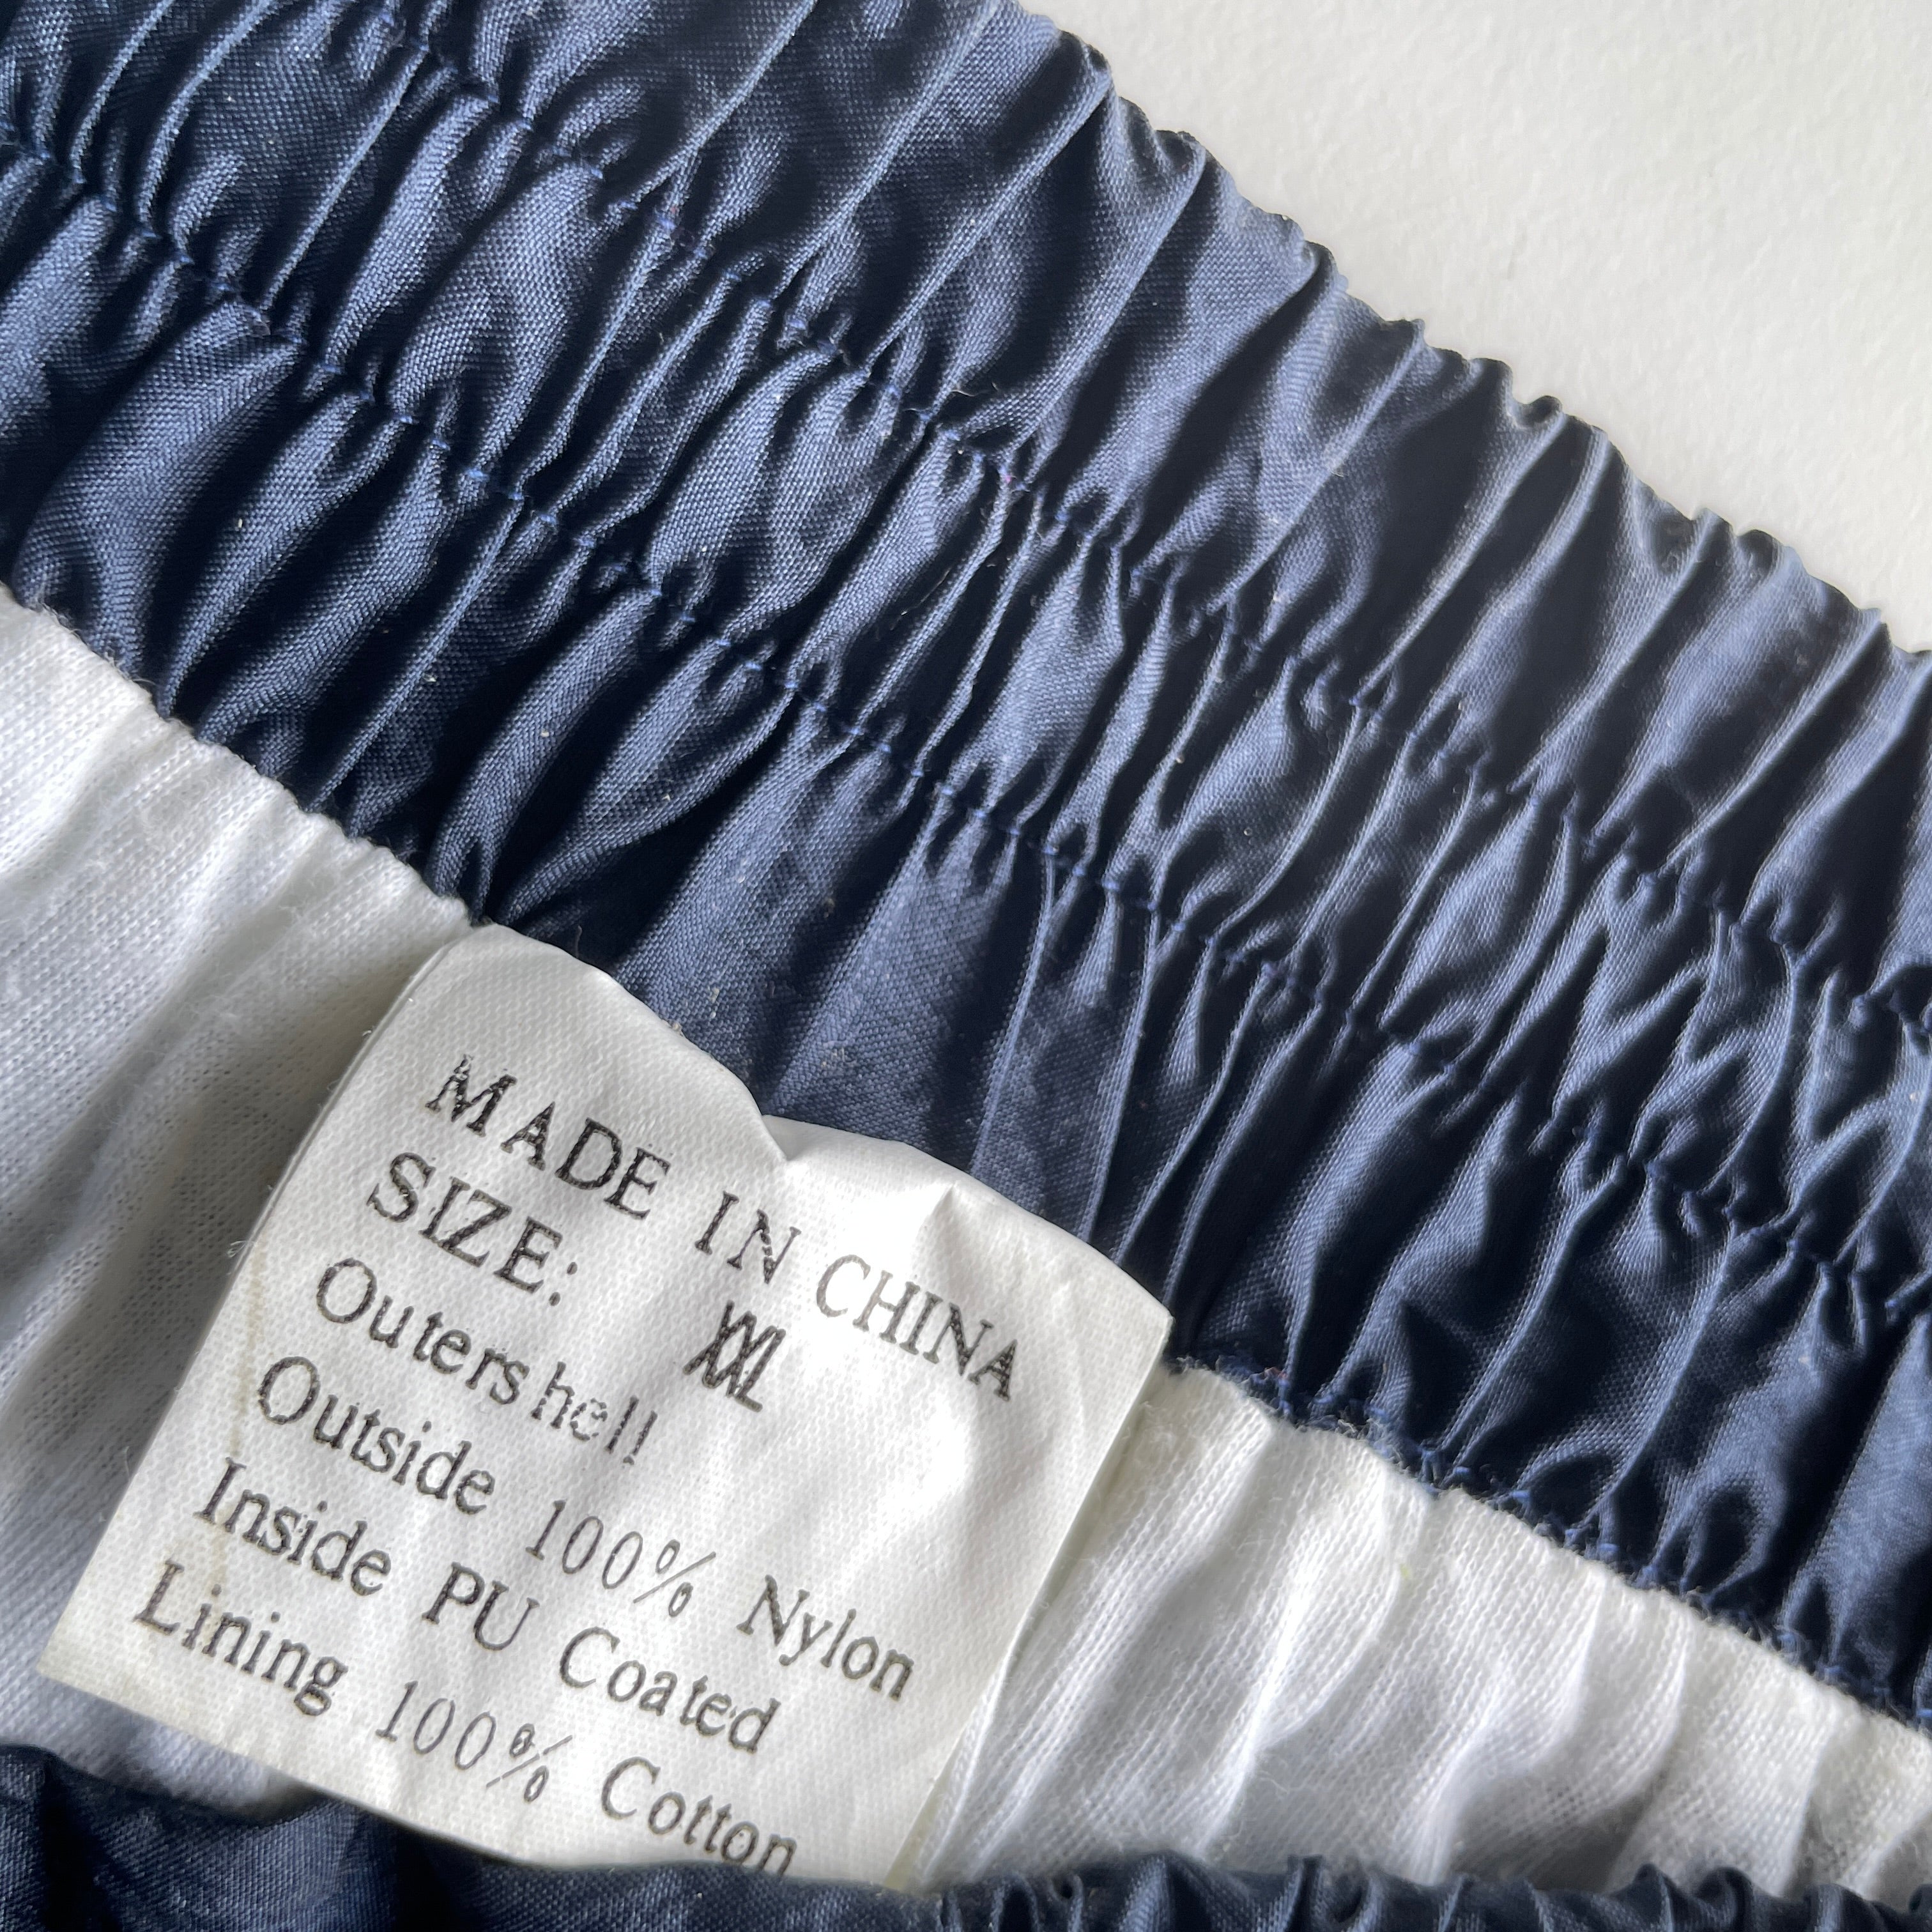 MADE IN CHINA
SIZE: XXL
Outershell
Outside 100% Nylon
Inside PU Coated
Lining 100% Cotton